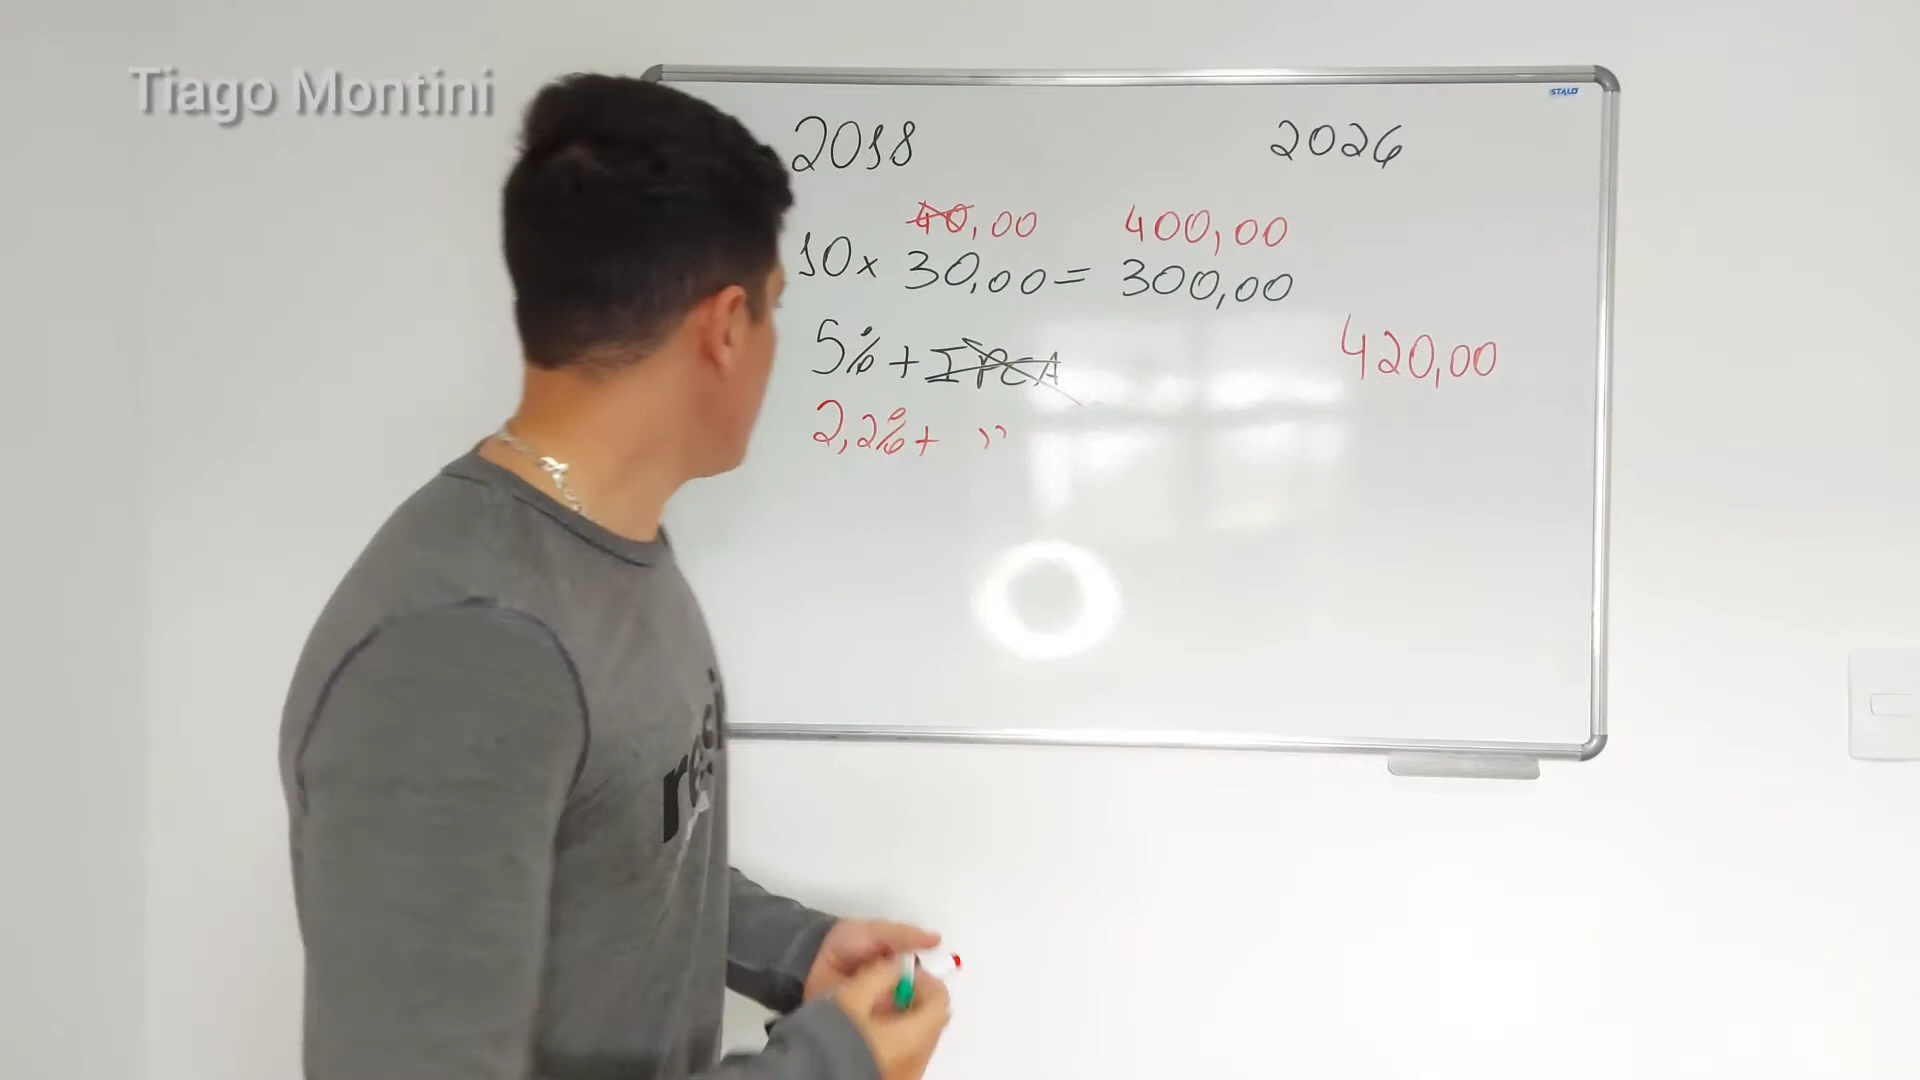 Tiago Montini
STALO
2018 2026
40,00 400,00
10x 30,00 = 300,00
5% + IPCA
420,00
2,2% + ״